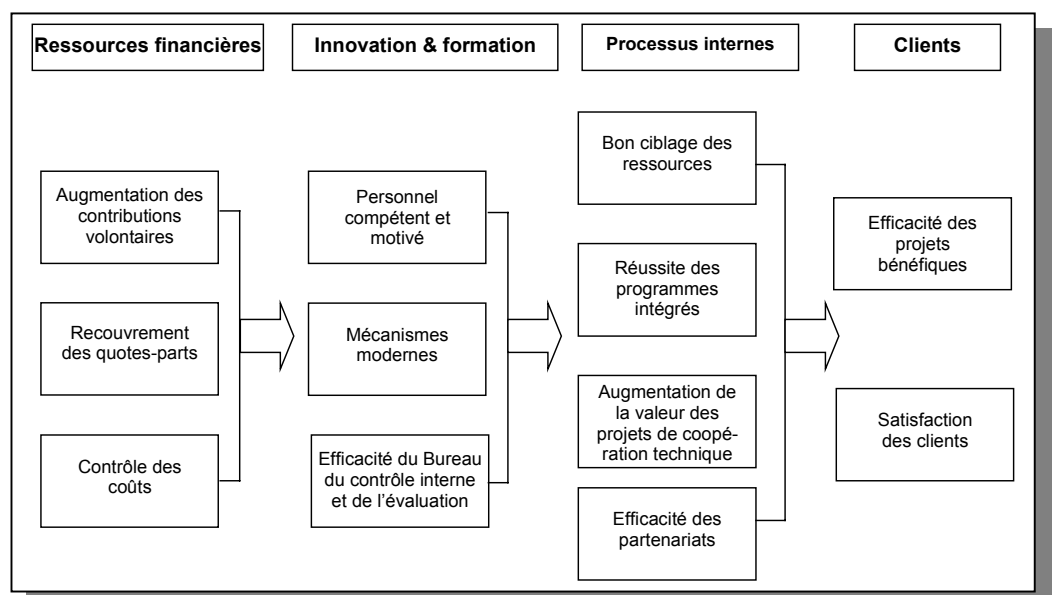 Ressources financières
Innovation & formation
Processus internes
Clients
Augmentation des
contributions
volontaires
Recouvrement
des quotes-parts
Contrôle des
coûts
Personnel
compétent et
motivé
Mécanismes
modernes
Efficacité du Bureau
du contrôle interne
et de l’évaluation
Bon ciblage des
ressources
Réussite des
programmes
intégrés
Augmentation de
la valeur des
projets de coopé-
ration technique
Efficacité des
partenariats
Efficacité des
projets
bénéfiques
Satisfaction
des clients